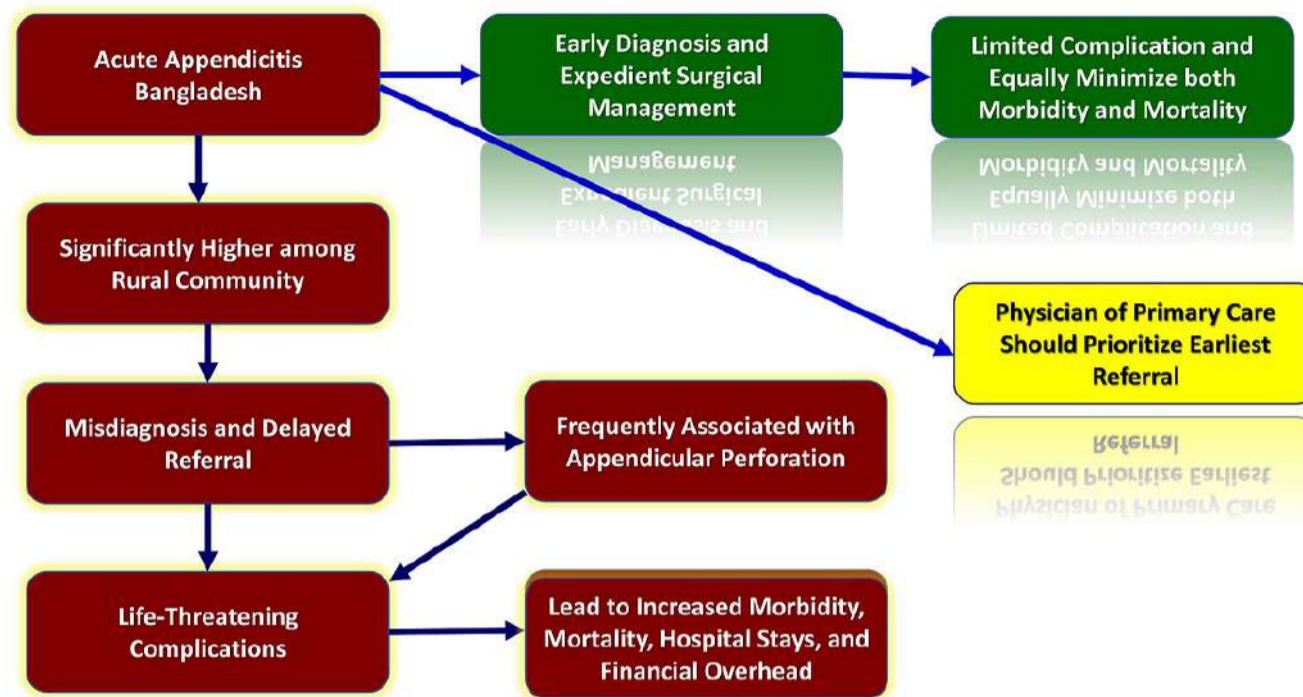 Acute Appendicitis
Bangladesh
Early Diagnosis and
Expedient Surgical
Management
Limited Complication and
Equally Minimize both
Morbidity and Mortality
Significantly Higher among
Rural Community
Physician of Primary Care
Should Prioritize Earliest
Referral
Misdiagnosis and Delayed
Referral
Frequently Associated with
Appendicular Perforation
Life-Threatening
Complications
Lead to Increased Morbidity,
Mortality, Hospital Stays, and
Financial Overhead